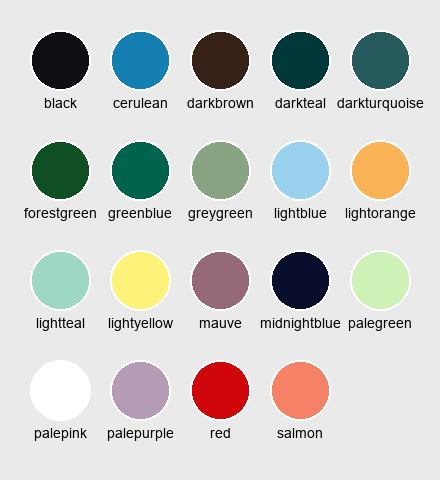 black cerulean darkbrown darkteal darkturquoise
forestgreen greenblue greygreen lightblue lightorange
lightteal lightyellow mauve midnightblue palegreen
palepink palepurple red salmon